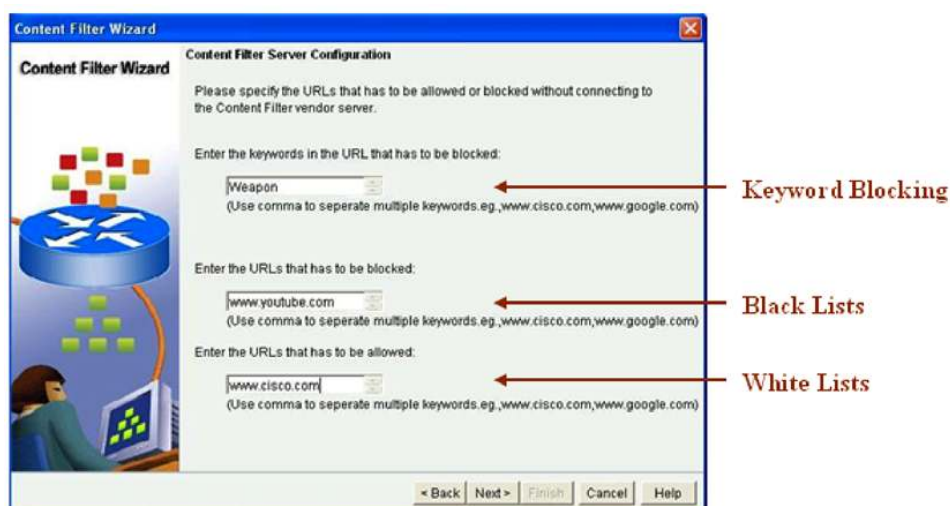 Content Filter Wizard
Content Filter Wizard
Content Filter Server Configuration
Please specify the URLs that has to be allowed or blocked without connecting to
the Content Filter vendor server.
Enter the keywords in the URL that has to be blocked:
Weapon
(Use comma to seperate multiple keywords.eg.,www.cisco.com,www.google.com)
Keyword Blocking
Enter the URLs that has to be blocked:
www.youtube.com
(Use comma to seperate multiple keywords.eg.,www.cisco.com,www.google.com)
Black Lists
Enter the URLs that has to be allowed:
www.cisco.com
(Use comma to seperate multiple keywords.eg.,www.cisco.com,www.google.com)
White Lists
< Back Next > Finish Cancel Help